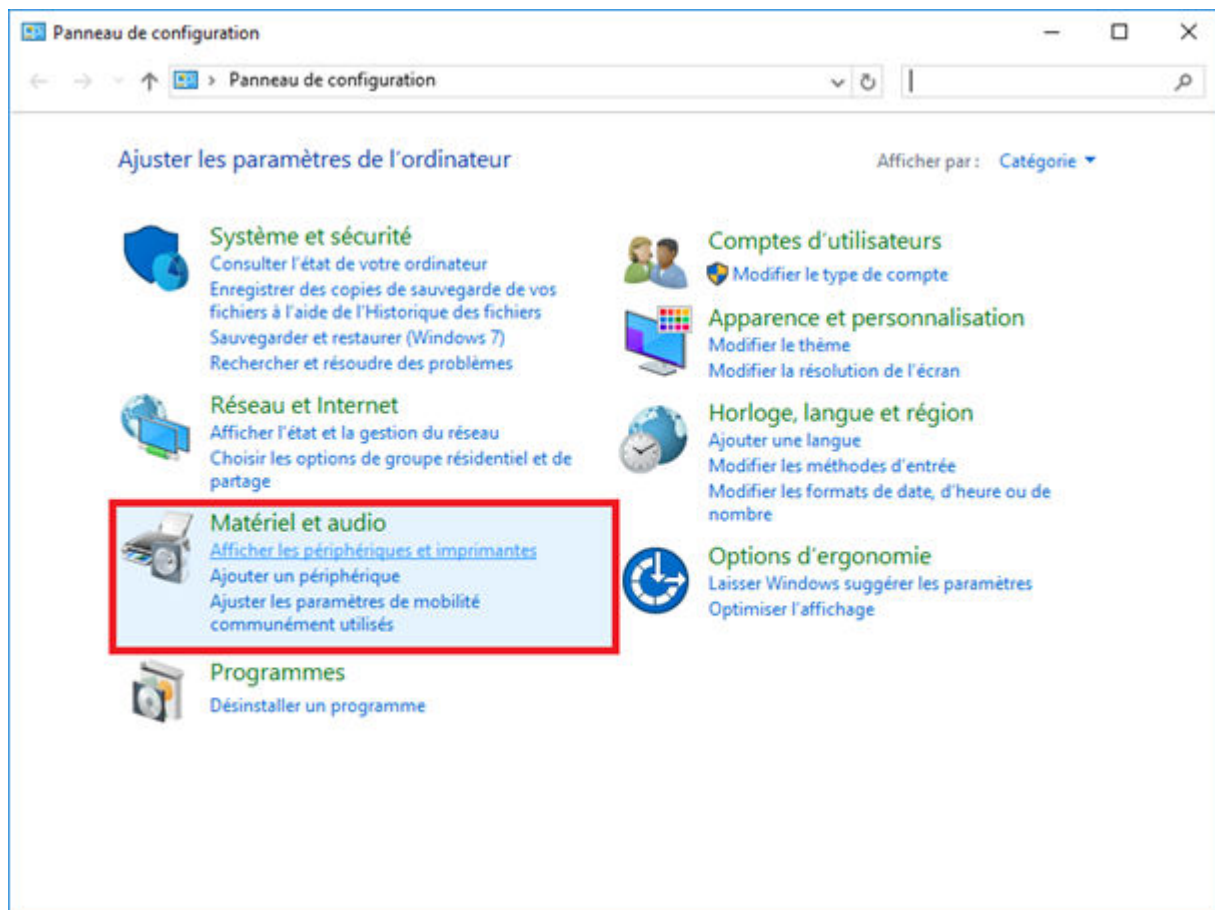 Panneau de configuration
Panneau de configuration
Ajuster les paramètres de l'ordinateur
Afficher par : Catégorie
Système et sécurité
Consulter l'état de votre ordinateur
Enregistrer des copies de sauvegarde de vos
fichiers à l'aide de l'Historique des fichiers
Sauvegarder et restaurer (Windows 7)
Rechercher et résoudre des problèmes
Réseau et Internet
Afficher l'état et la gestion du réseau
Choisir les options de groupe résidentiel et de
partage
Matériel et audio
Afficher les périphériques et imprimantes
Ajouter un périphérique
Ajuster les paramètres de mobilité
communément utilisés
Programmes
Désinstaller un programme
Comptes d'utilisateurs
Modifier le type de compte
Apparence et personnalisation
Modifier le thème
Modifier la résolution de l'écran
Horloge, langue et région
Ajouter une langue
Modifier les méthodes d'entrée
Modifier les formats de date, d'heure ou de
nombre
Options d'ergonomie
Laisser Windows suggérer les paramètres
Optimiser l'affichage